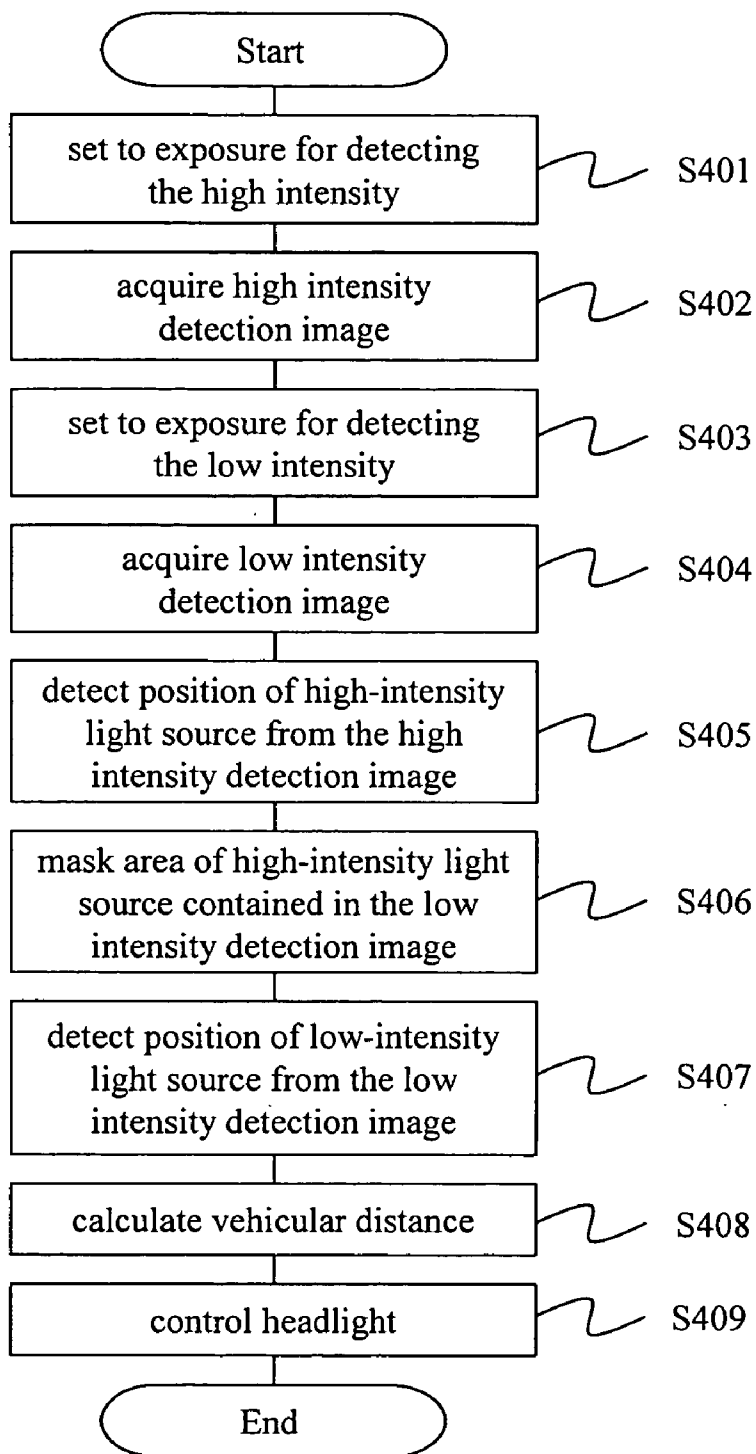 Start
set to exposure for detecting
the high intensity
S401
acquire high intensity
detection image
S402
set to exposure for detecting
the low intensity
S403
acquire low intensity
detection image
S404
detect position of high-intensity
light source from the high
intensity detection image
S405
mask area of high-intensity light
source contained in the low
intensity detection image
S406
detect position of low-intensity
light source from the low
intensity detection image
S407
calculate vehicular distance
S408
control headlight
S409
End